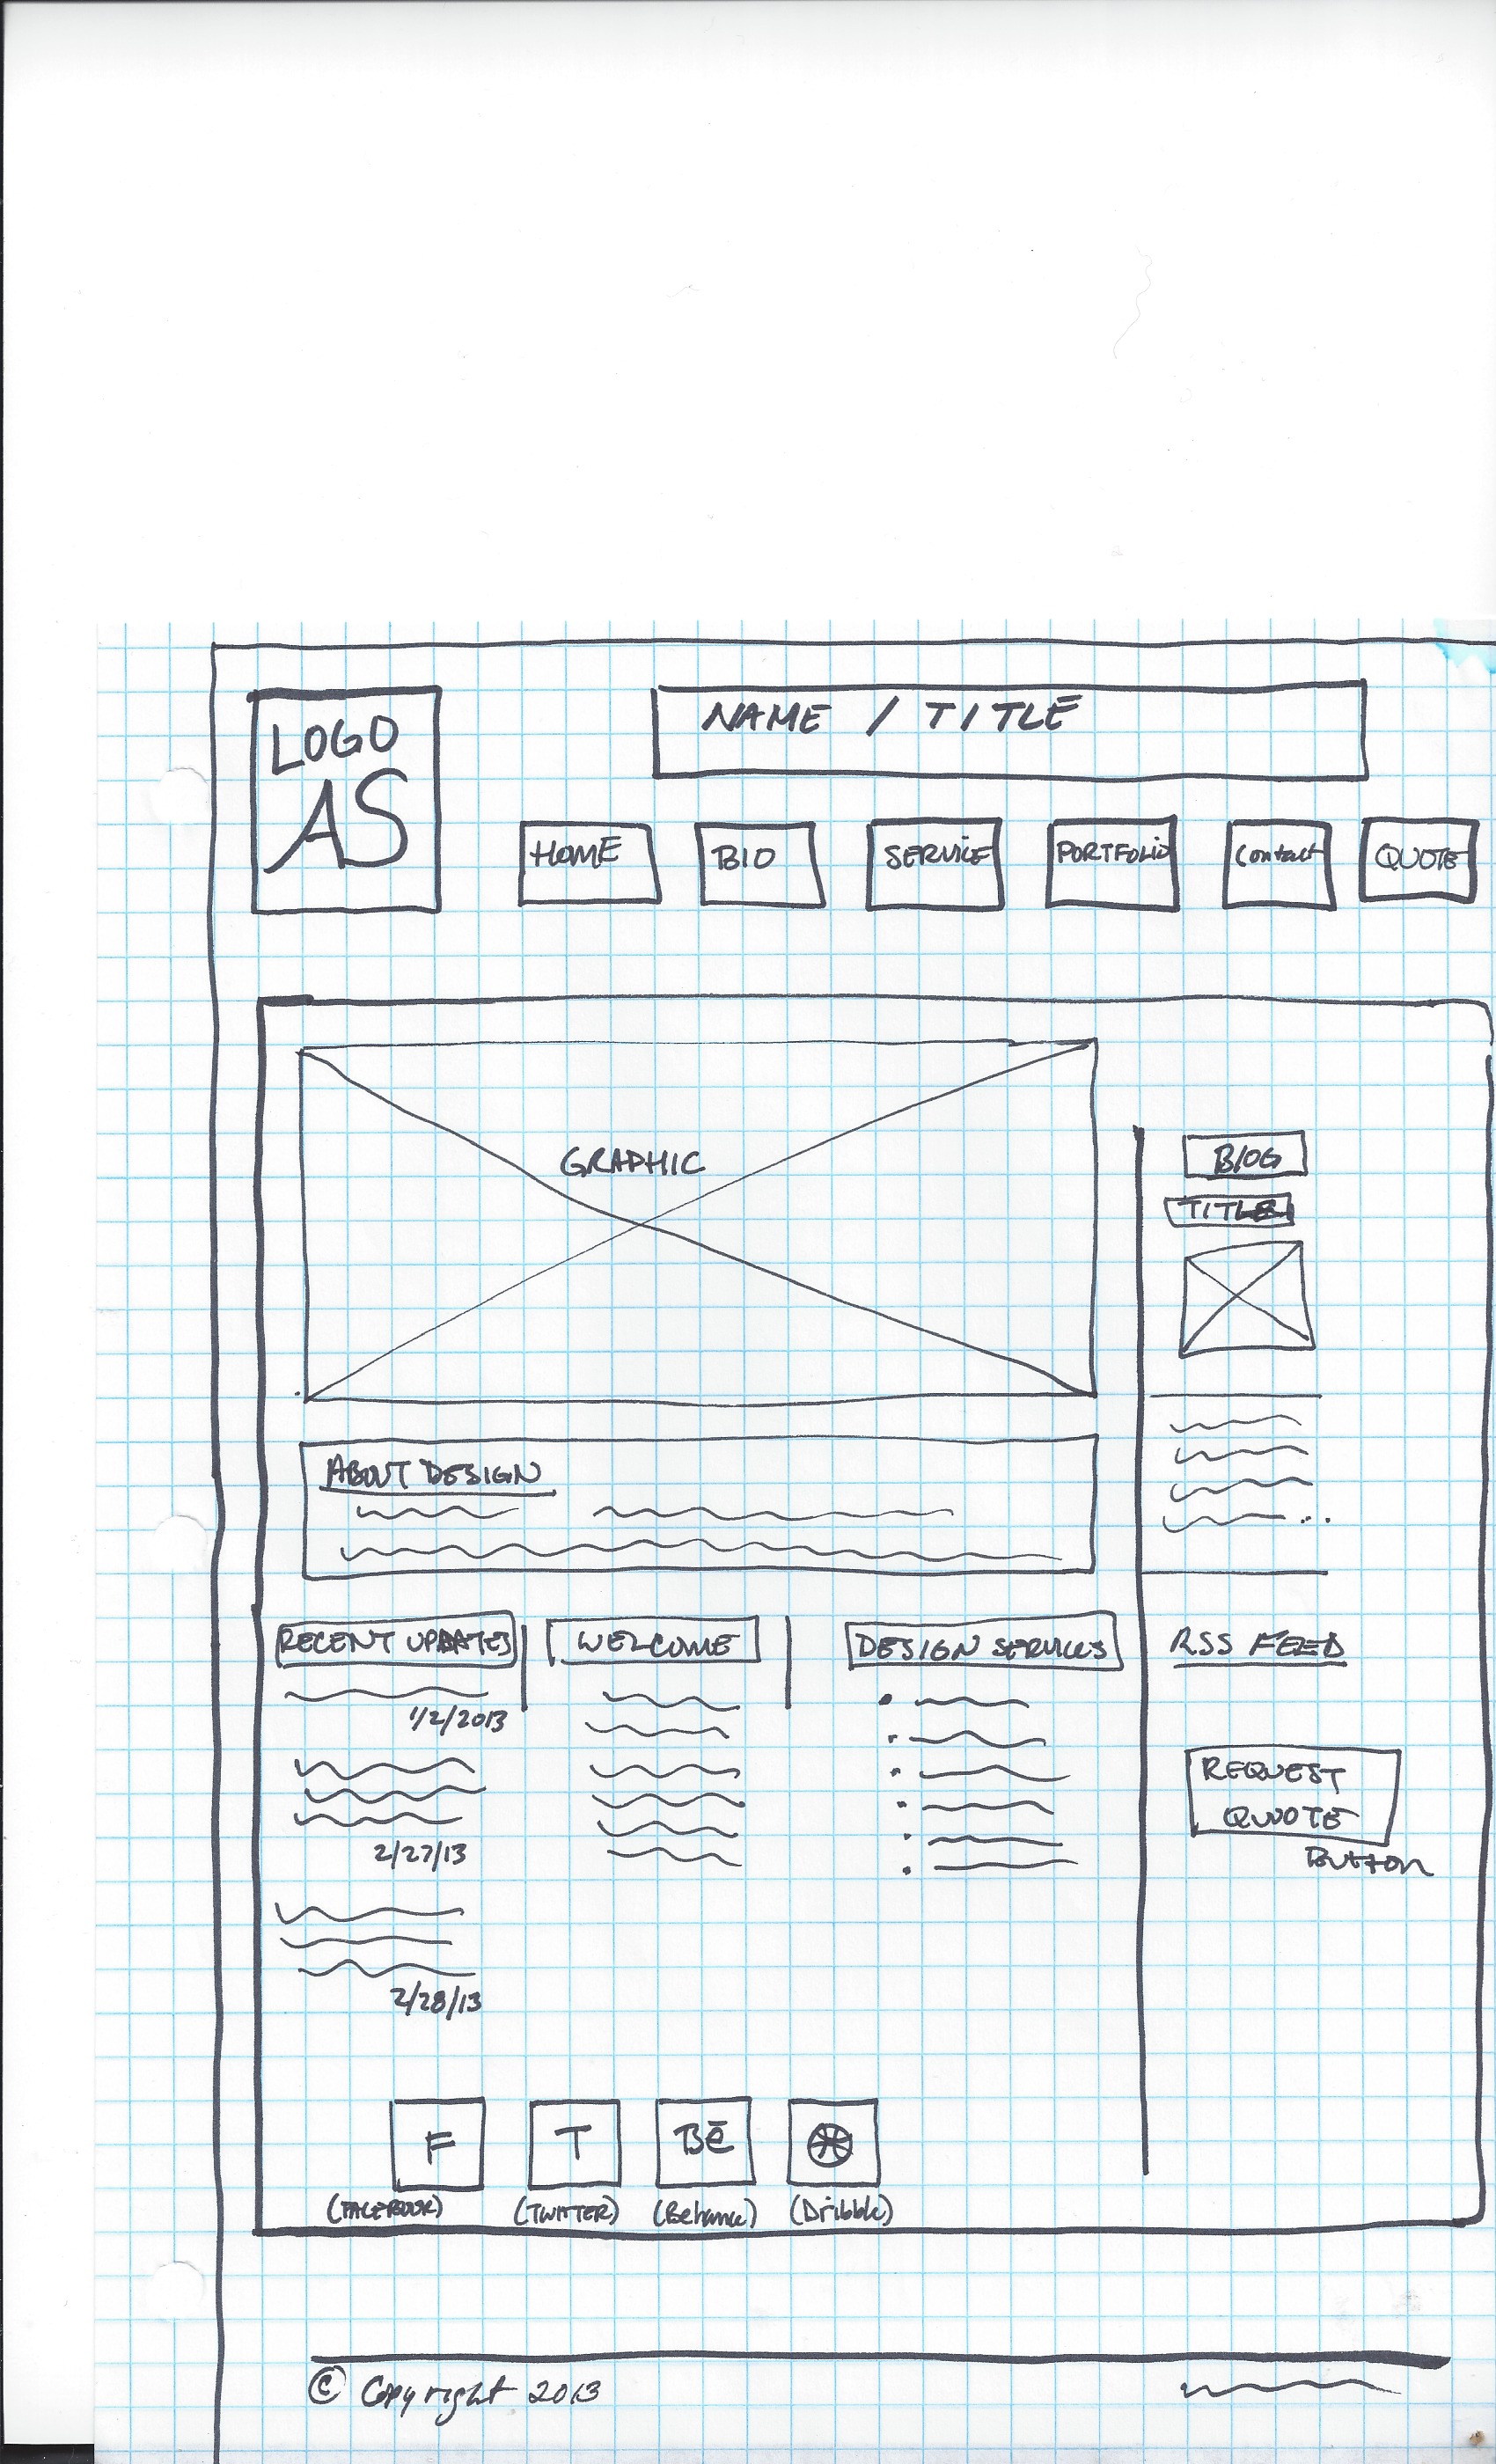 LOGO
AS
NAME / TITLE
HOME
BIO
SERVICE
PORTFOLIO
Contact
QUOTE
GRAPHIC
BLOG
TITLE
ABOUT DESIGN
RECENT UPDATES
1/2/2013
2/27/13
2/28/13
WELCOME
DESIGN SERVICES
RSS FEED
REQUEST
QUOTE
Button
F
(FACEBOOK)
T
(TWITTER)
Bē
(Behance)
(Dribble)
© Copyright 2013